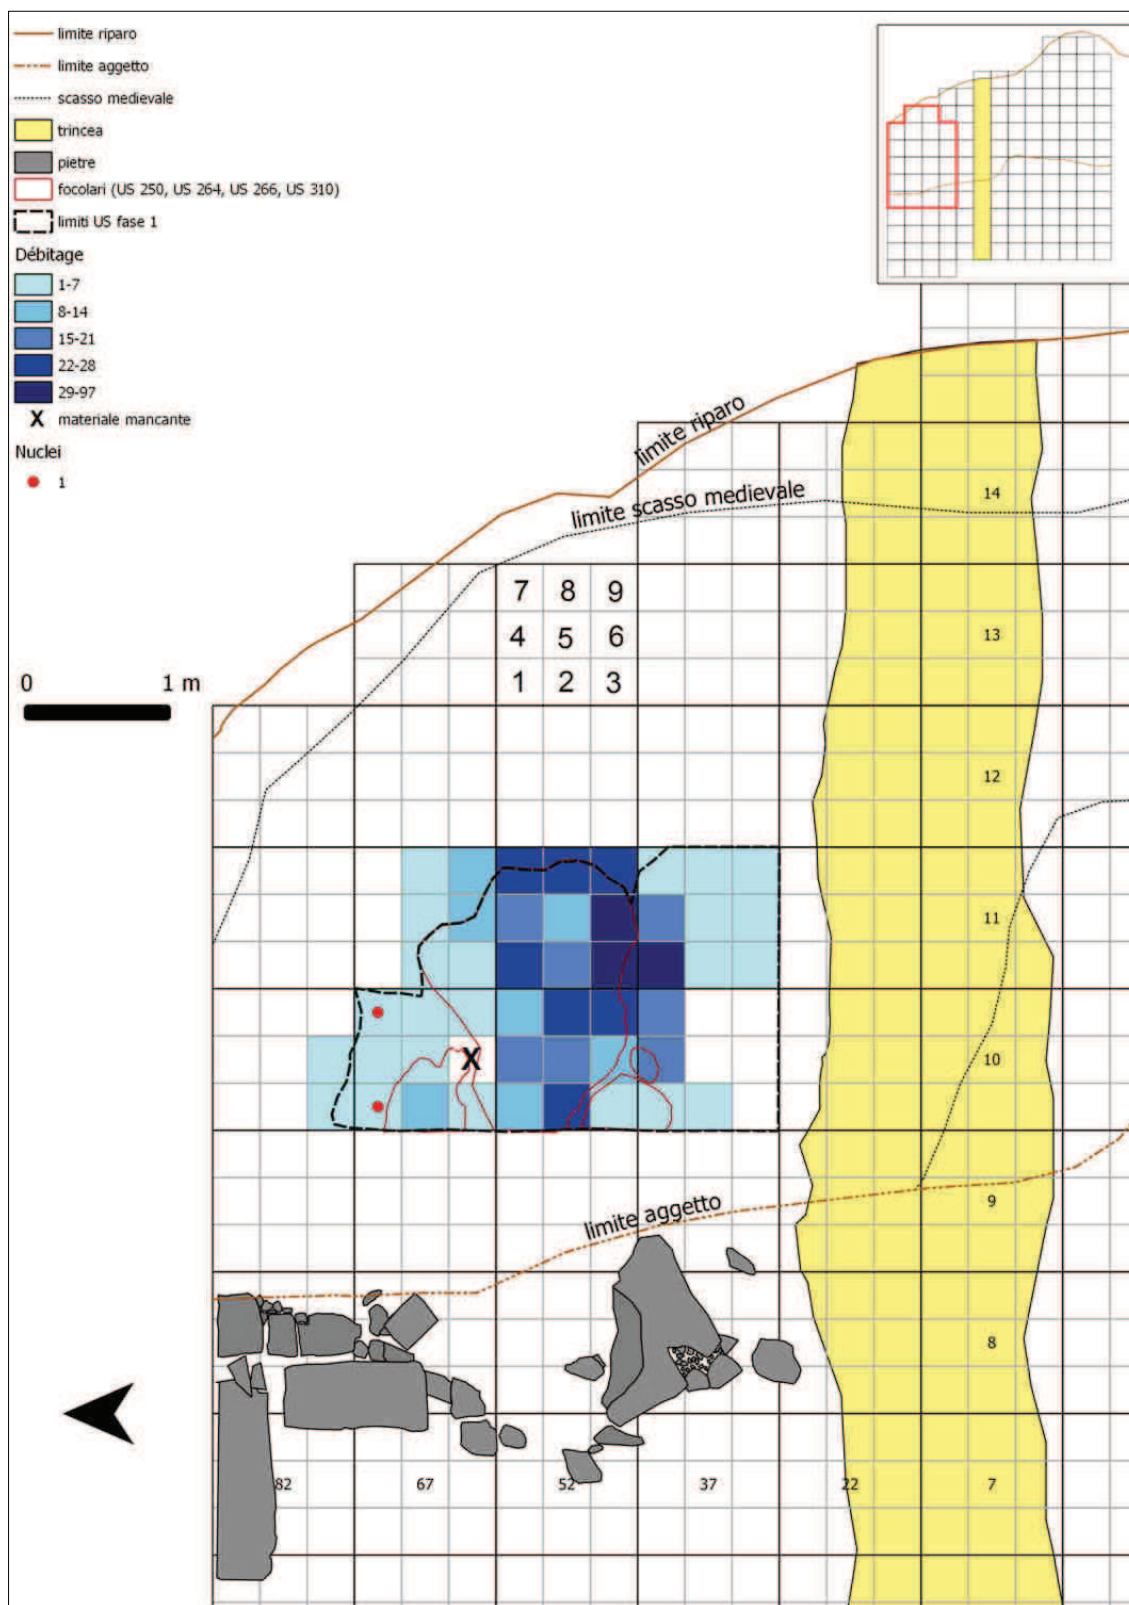 limite riparo
limite aggetto
scasso medievale
trincea
pietre
focolari (US 250, US 264, US 266, US 310)
limiti US fase 1
Débitage
1-7
8-14
15-21
22-28
29-97
X materiale mancante
Nuclei
1
limite riparo
limite scasso medievale
14
7 8 9
4 5 6
1 2 3
13
0 1 m
12
11
X
10
limite aggetto
9
8
82 67 52 37 22 7